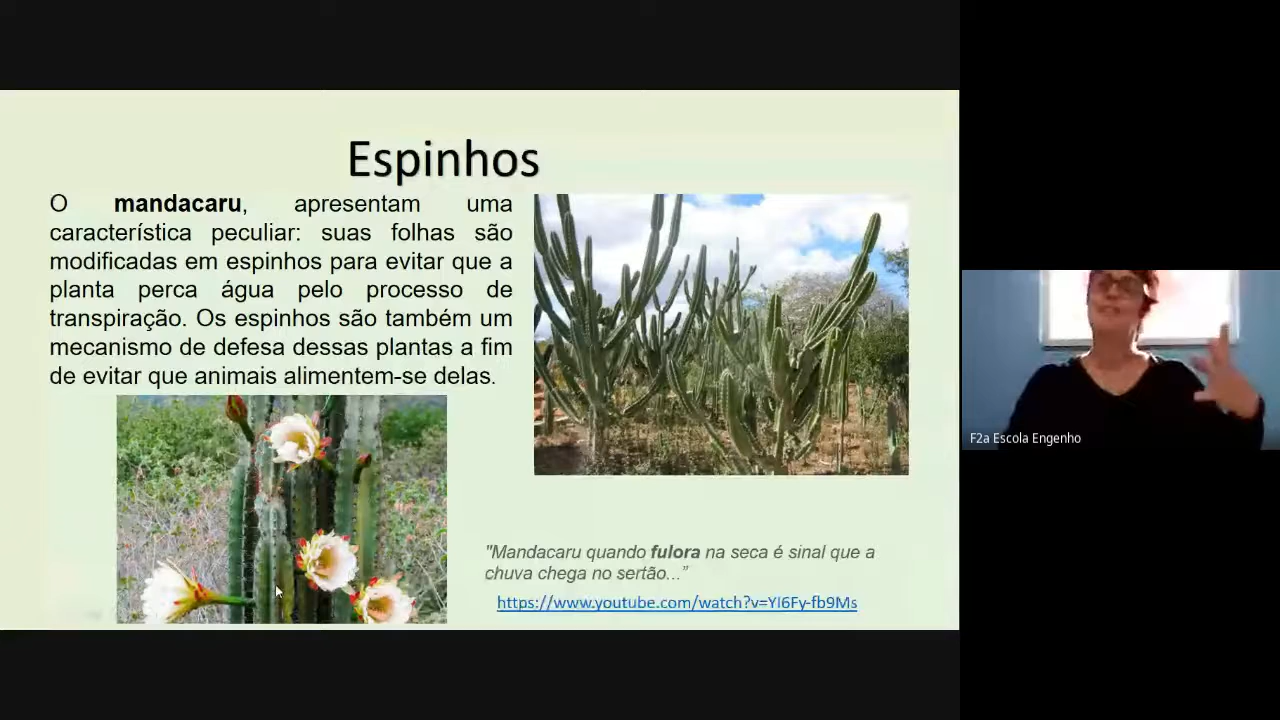 Espinhos
O mandacaru, apresentam uma
característica peculiar: suas folhas são
modificadas em espinhos para evitar que a
planta perca água pelo processo de
transpiração. Os espinhos são também um
mecanismo de defesa dessas plantas a fim
de evitar que animais alimentem-se delas.
"Mandacaru quando fulora na seca é sinal que a
chuva chega no sertão...”
https://www.youtube.com/watch?v=YI6Fy-fb9Ms
F2a Escola Engenho